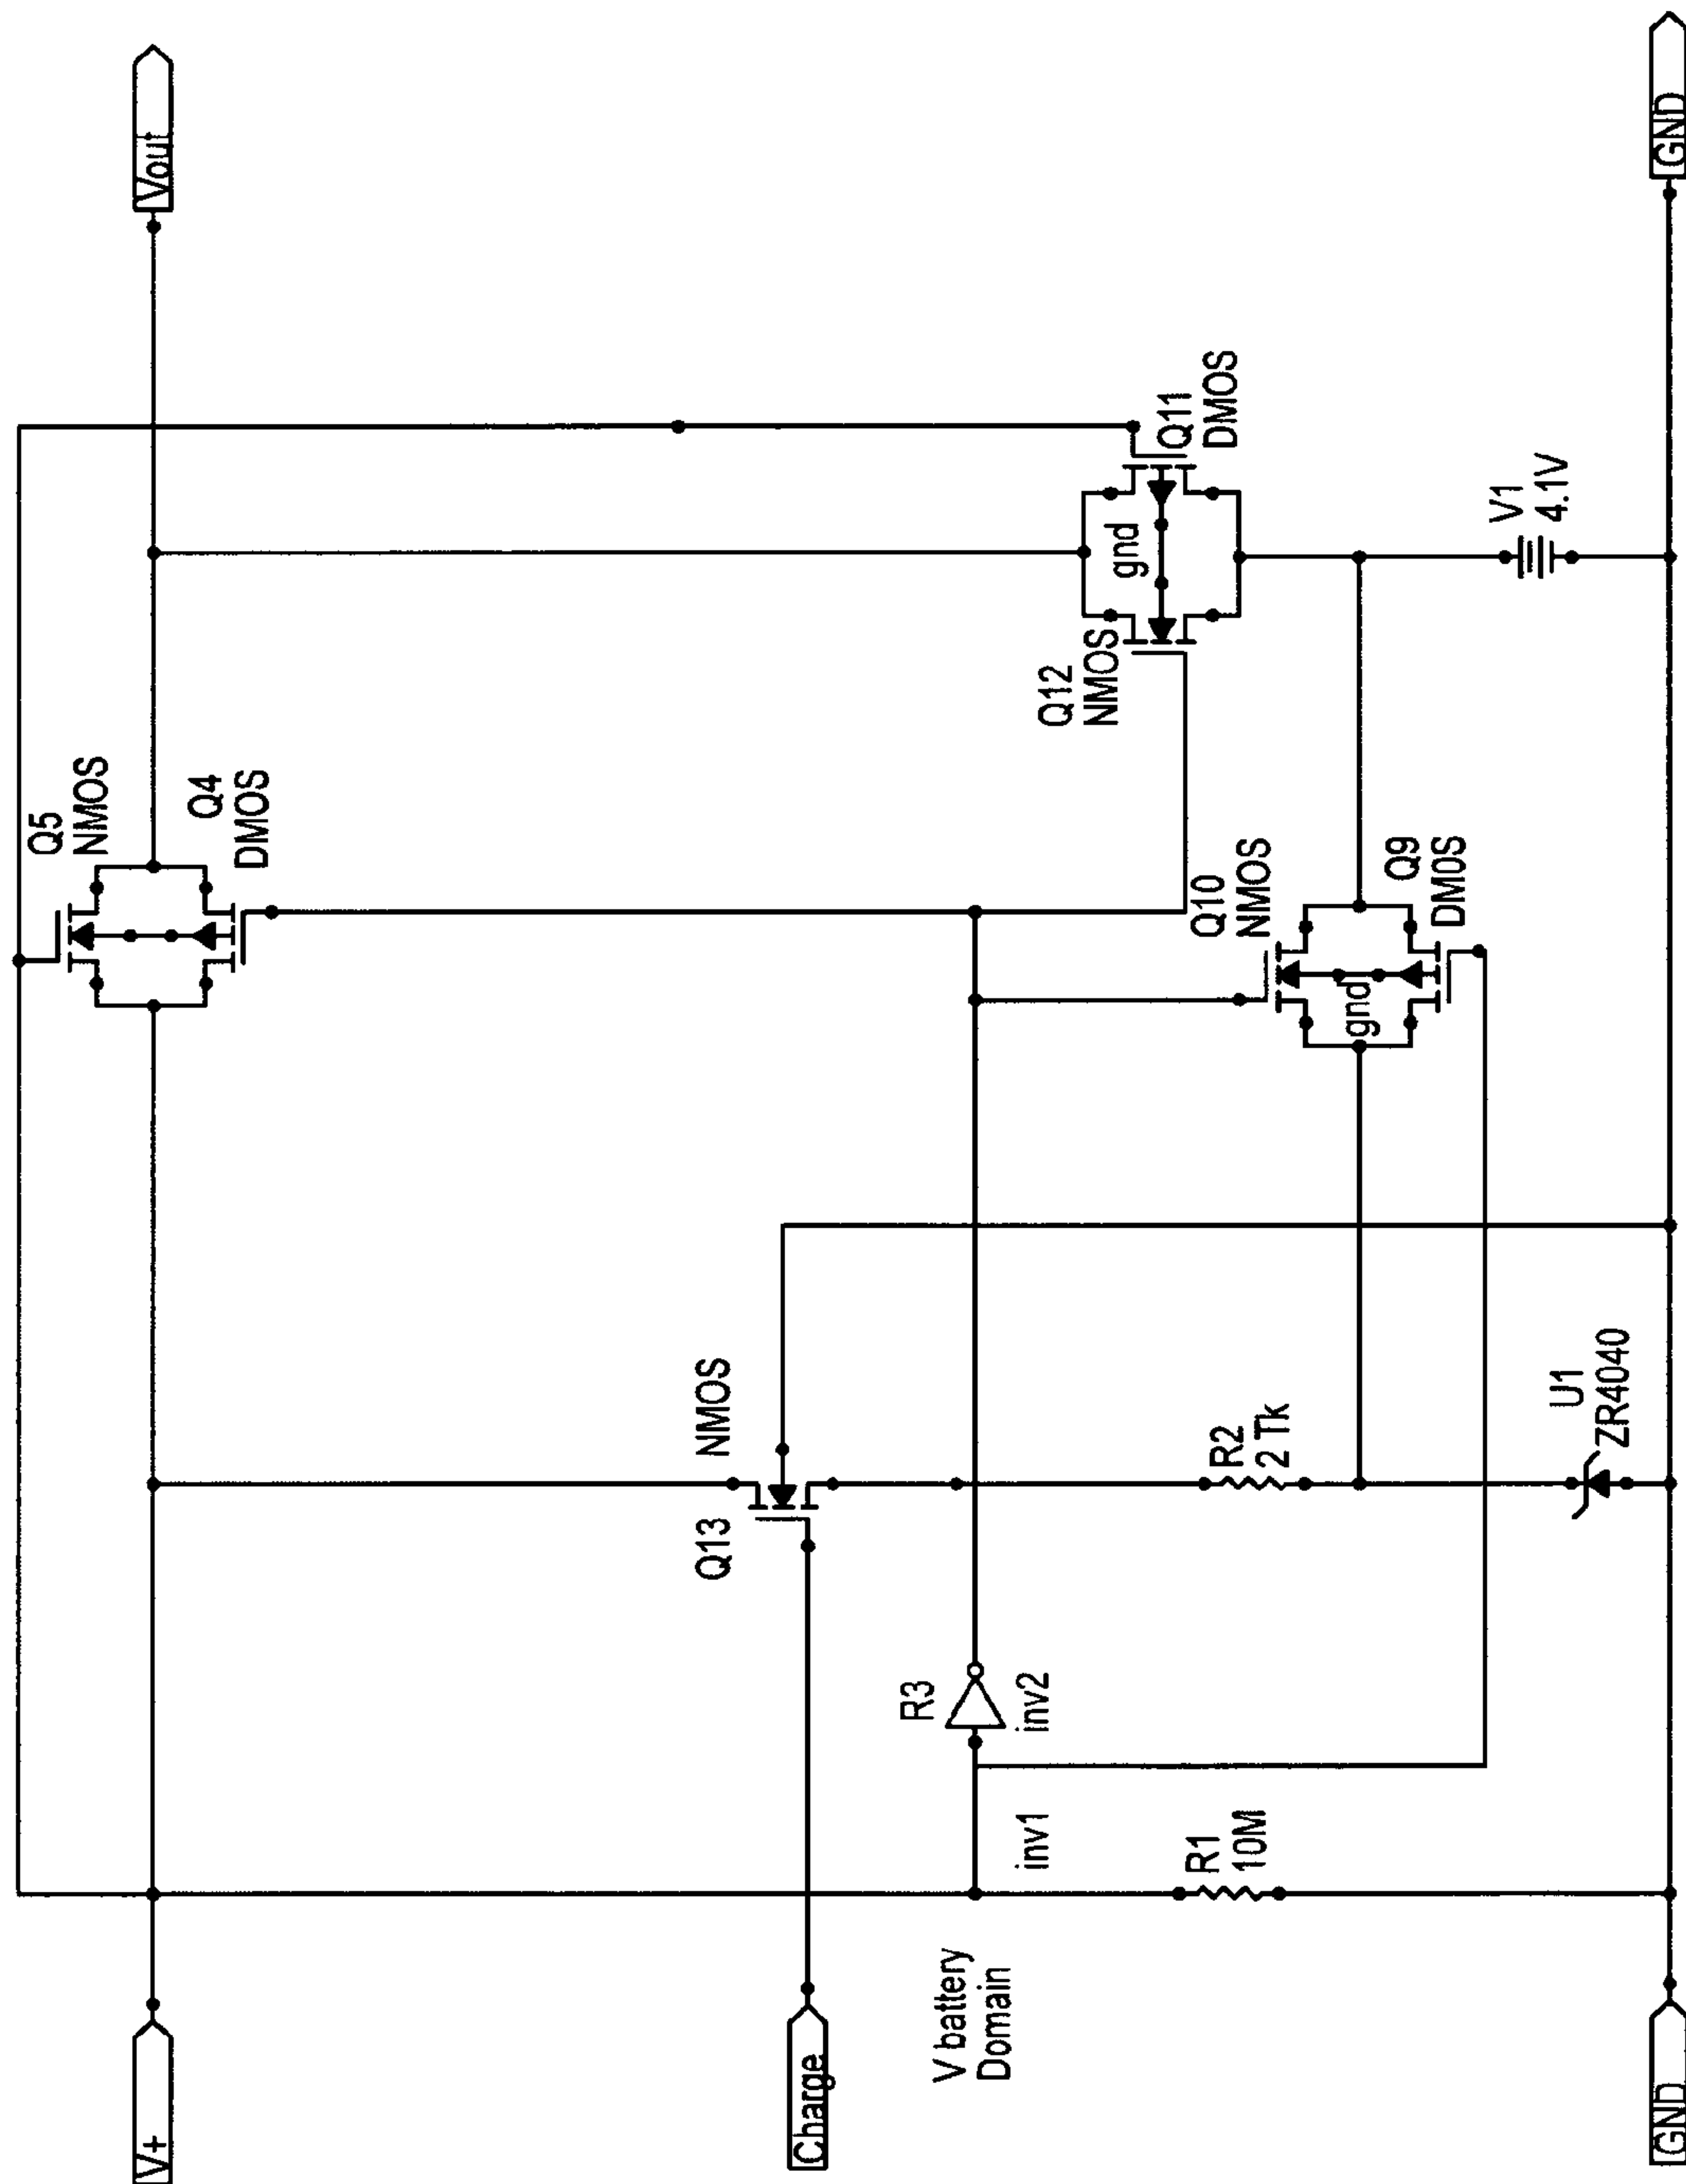 V+
Vout
Q5
NMOS
Q4
DMOS
Charge
Q13
NMOS
Q12
NMOS
gnd
Q11
DMOS
V battery
Domain
inv1
R3
inv2
R1
10M
R2
2 Tk
Q10
NMOS
gnd
Q9
DM0S
V1
4.1V
U1
ZR4040
GND
GND